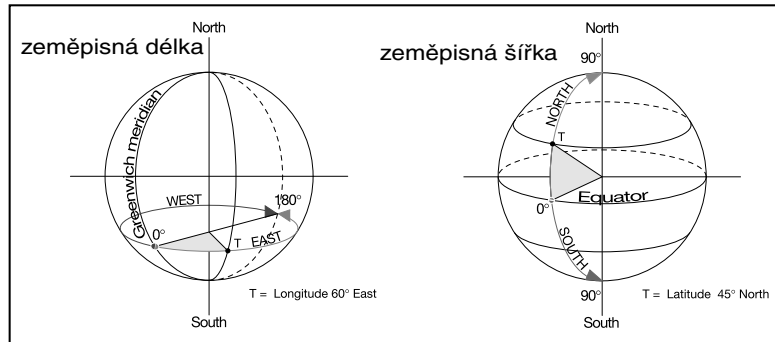 North
zeměpisná délka
Greenwich meridian
WEST
180°
0°
T
EAST
T = Longitude 60° East
South
North
zeměpisná šířka
90°
NORTH
T
Equator
0°
SOUTH
90°
T = Latitude 45° North
South